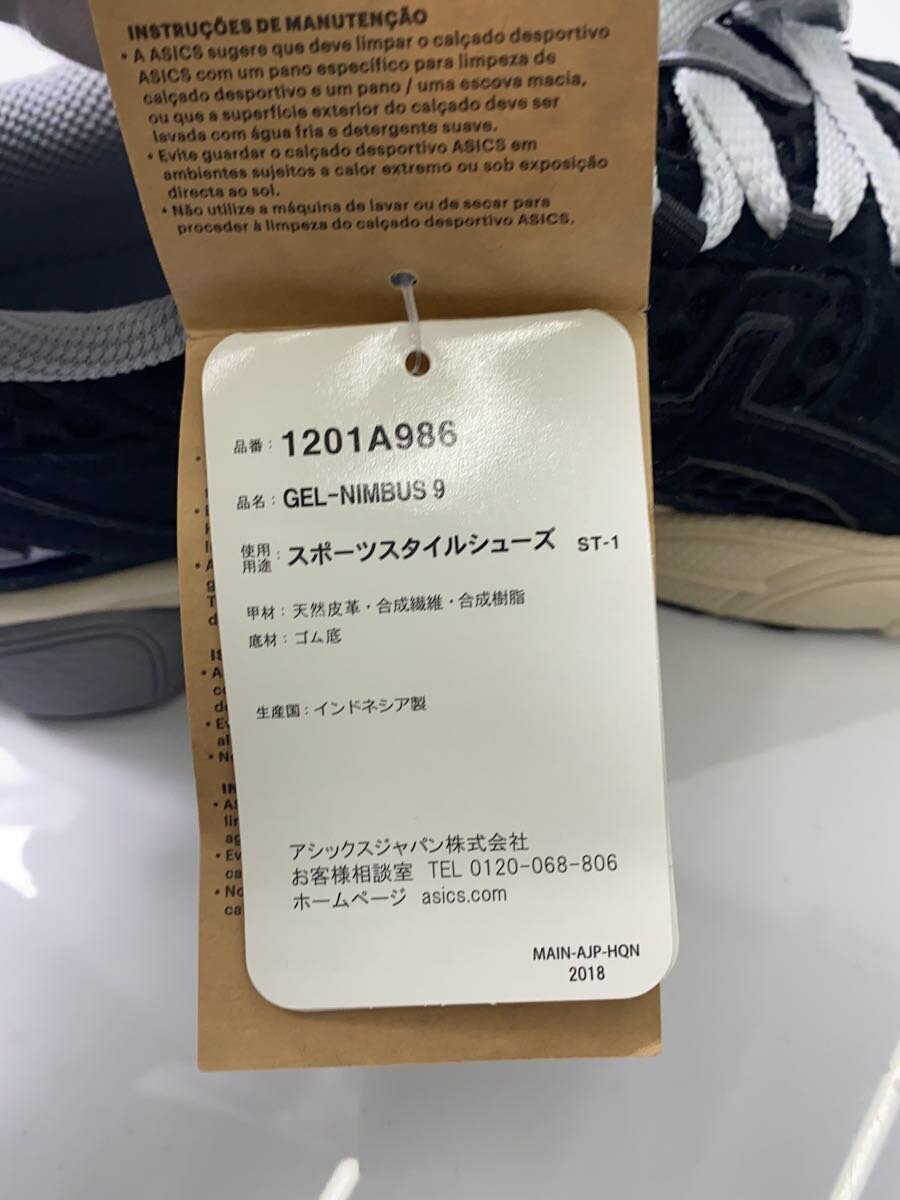 INSTRUÇÕES DE MANUTENÇÃO
• A ASICS sugere que deve limpar o calçado desportivo
ASICS com um pano específico para limpeza de
calçado desportivo e um pano / uma escova macia,
ou que a superfície exterior do calçado deve ser
lavada com água fria e detergente suave.
• Evite guardar o calçado desportivo ASICS em
ambientes sujeitos a calor extremo ou sob exposição
directa ao sol.
• Não utilize a máquina de lavar ou de secar para
proceder à limpeza do calçado desportivo ASICS.
品番: 1201A986
品名: GEL-NIMBUS 9
使用用途: スポーツスタイルシューズ ST-1
甲材: 天然皮革・合成繊維・合成樹脂
底材: ゴム底
生産国: インドネシア製
アシックスジャパン株式会社
お客様相談室 TEL 0120-068-806
ホームページ asics.com
MAIN-AJP-HQN
2018